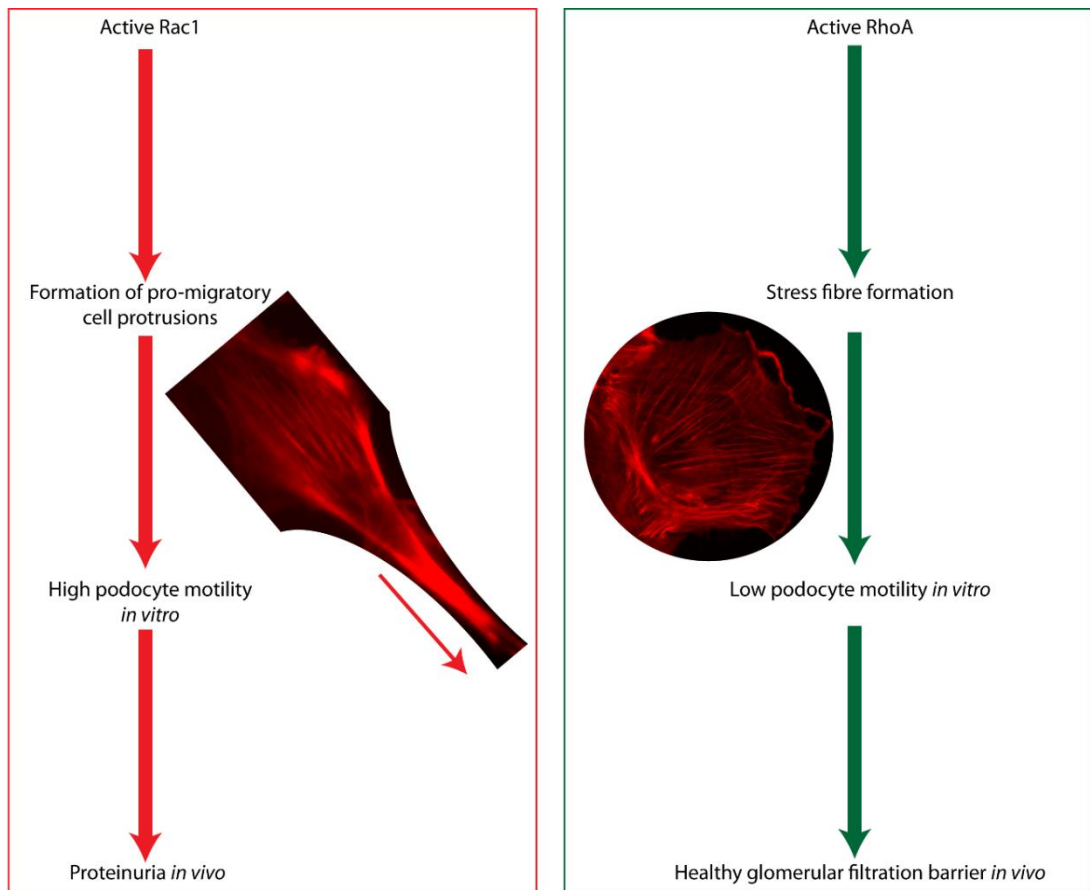 Active Rac1
Formation of pro-migratory
cell protrusions
High podocyte motility
in vitro
Proteinuria in vivo
Active RhoA
Stress fibre formation
Low podocyte motility in vitro
Healthy glomerular filtration barrier in vivo